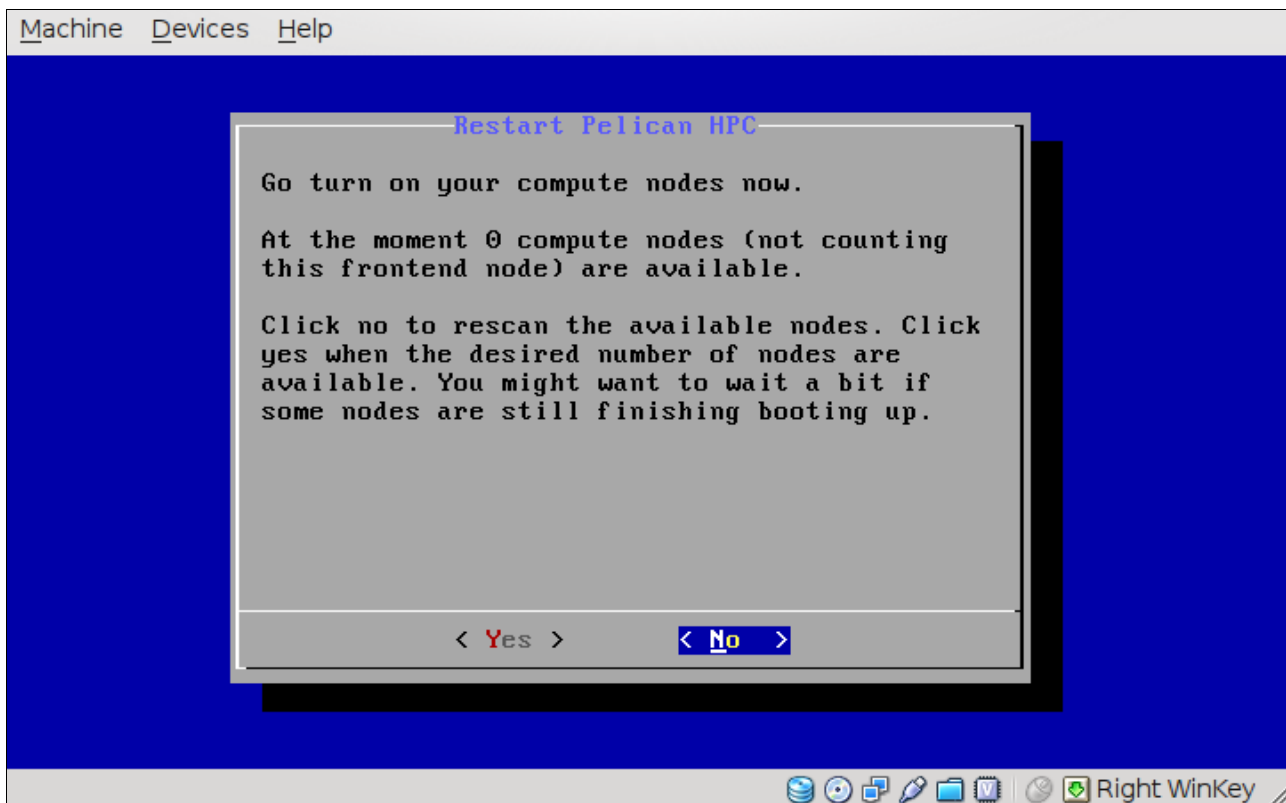 Machine Devices Help
Restart Pelican HPC
Go turn on your compute nodes now.
At the moment 0 compute nodes (not counting
this frontend node) are available.
Click no to rescan the available nodes. Click
yes when the desired number of nodes are
available. You might want to wait a bit if
some nodes are still finishing booting up.
< Yes > < No >
Right WinKey